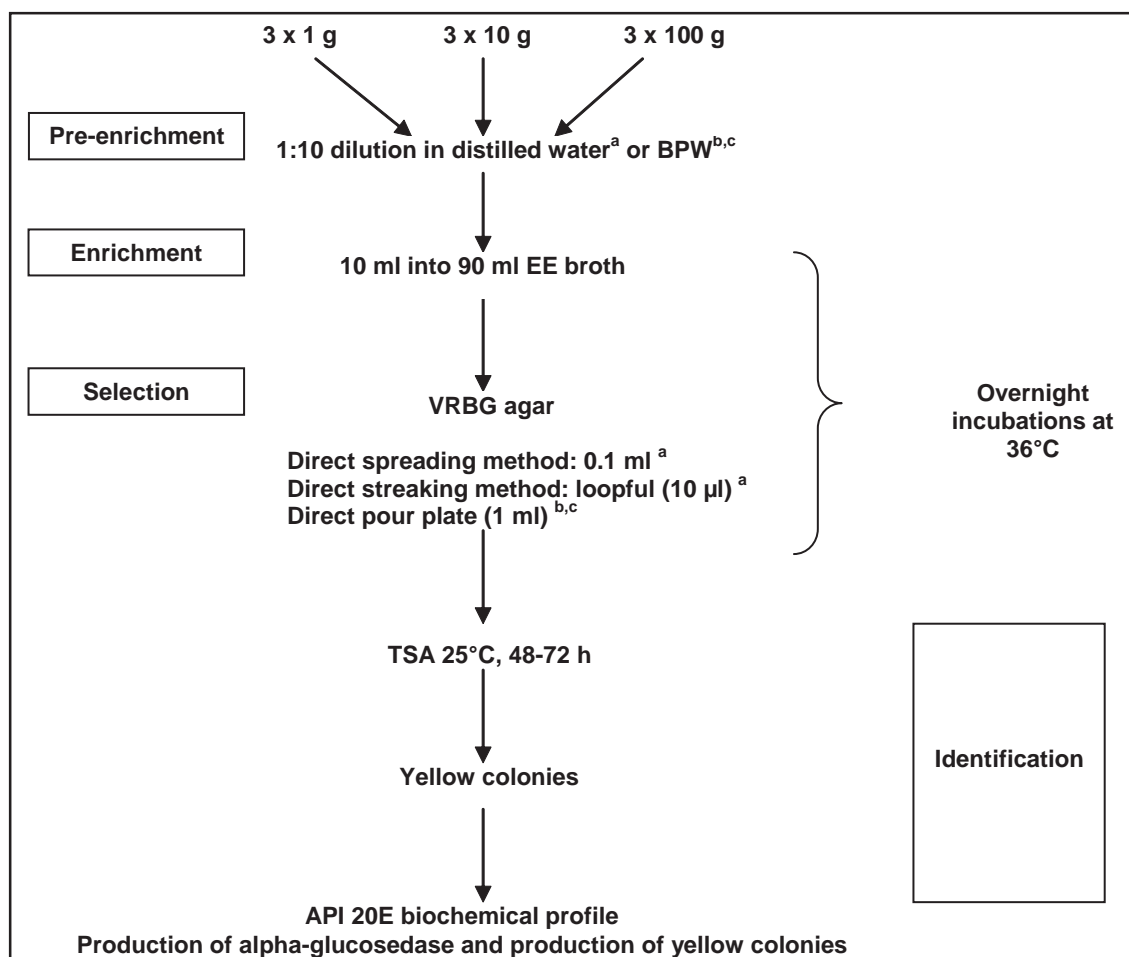 3 x 1 g 3 x 10 g 3 x 100 g
Pre-enrichment
1:10 dilution in distilled water^a or BPW^b,c
Enrichment
10 ml into 90 ml EE broth
Selection
VRBG agar
Overnight
incubations at
36°C
Direct spreading method: 0.1 ml ^a
Direct streaking method: loopful (10 µl) ^a
Direct pour plate (1 ml) ^b,c
TSA 25°C, 48-72 h
Identification
Yellow colonies
API 20E biochemical profile
Production of alpha-glucosedase and production of yellow colonies